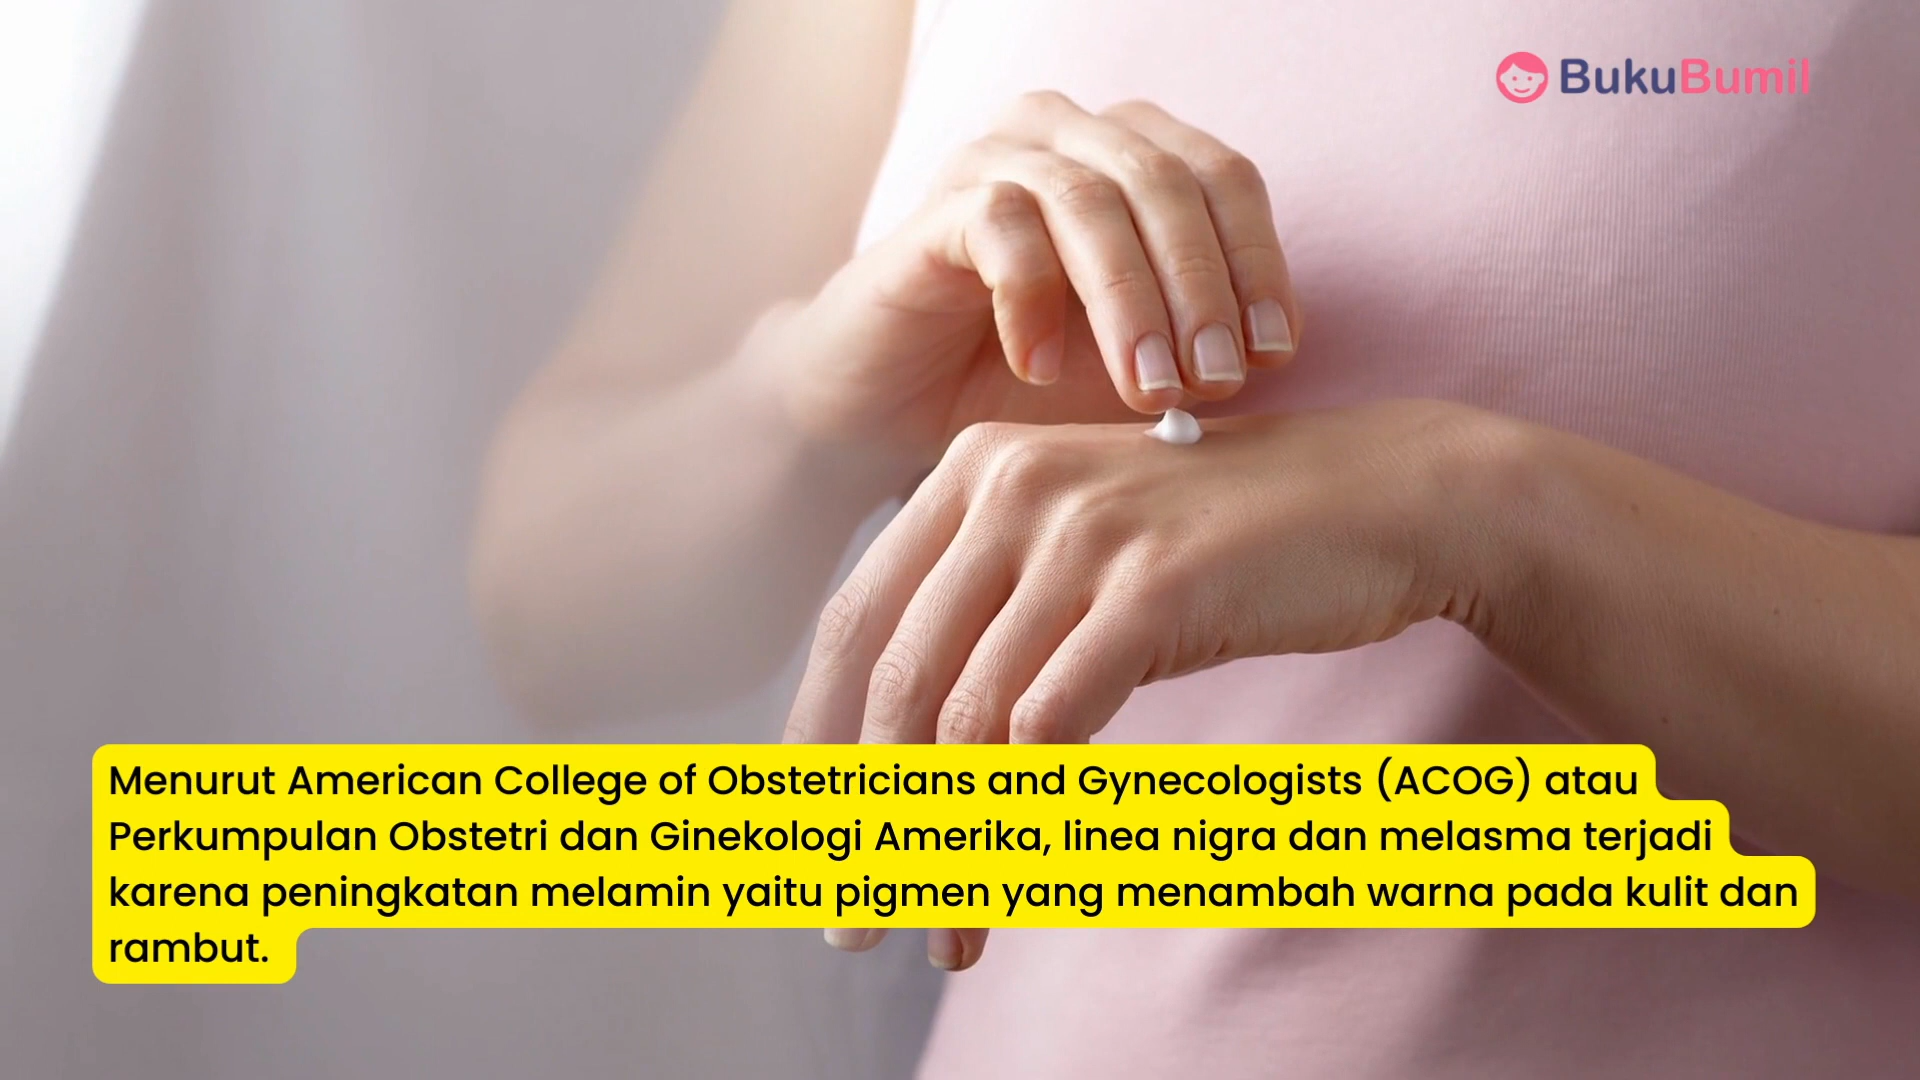 BukuBumil
Menurut American College of Obstetricians and Gynecologists (ACOG) atau
Perkumpulan Obstetri dan Ginekologi Amerika, linea nigra dan melasma terjadi
karena peningkatan melamin yaitu pigmen yang menambah warna pada kulit dan
rambut.